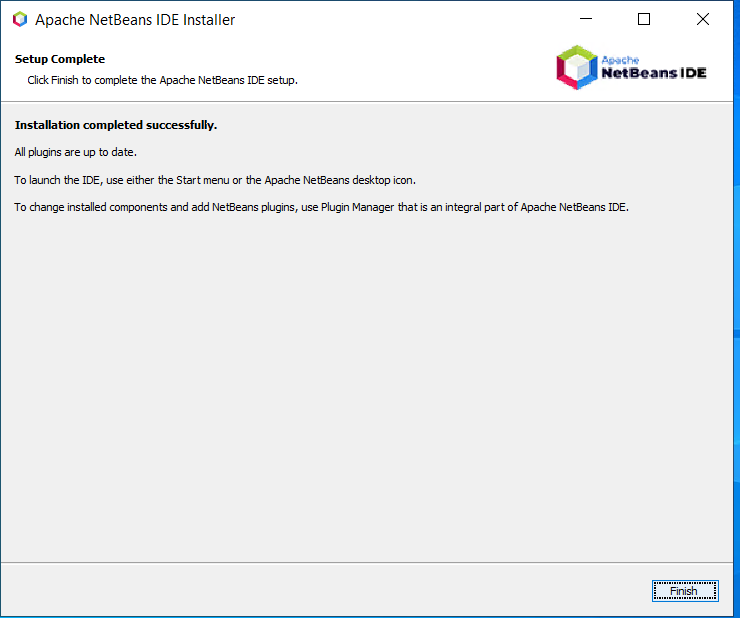 Apache NetBeans IDE Installer
Setup Complete
Click Finish to complete the Apache NetBeans IDE setup.
Apache
NetBeans IDE
Installation completed successfully.
All plugins are up to date.
To launch the IDE, use either the Start menu or the Apache NetBeans desktop icon.
To change installed components and add NetBeans plugins, use Plugin Manager that is an integral part of Apache NetBeans IDE.
Finish